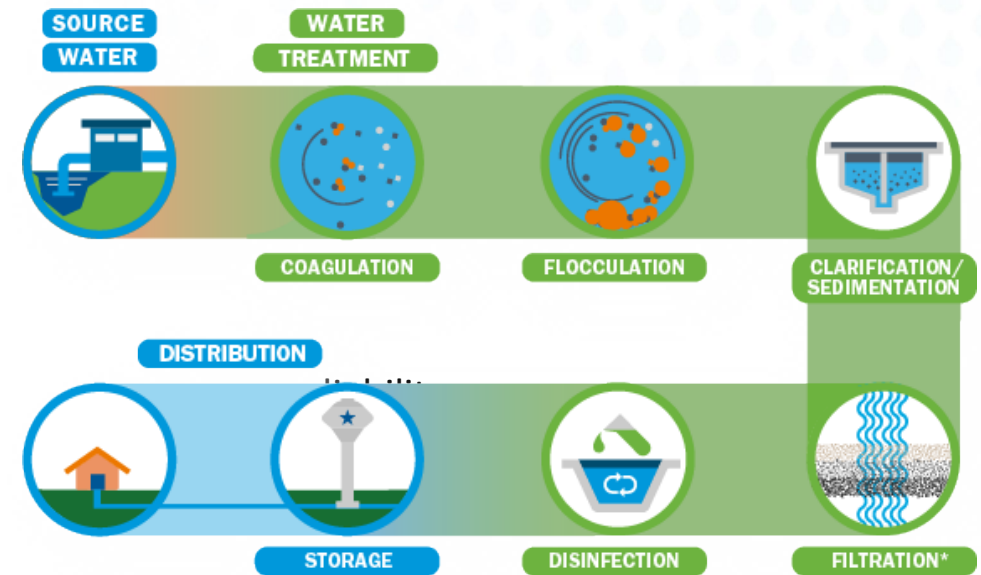 SOURCE
WATER
WATER
TREATMENT
COAGULATION
FLOCCULATION
CLARIFICATION/
SEDIMENTATION
DISTRIBUTION
STORAGE
DISINFECTION
FILTRATION*